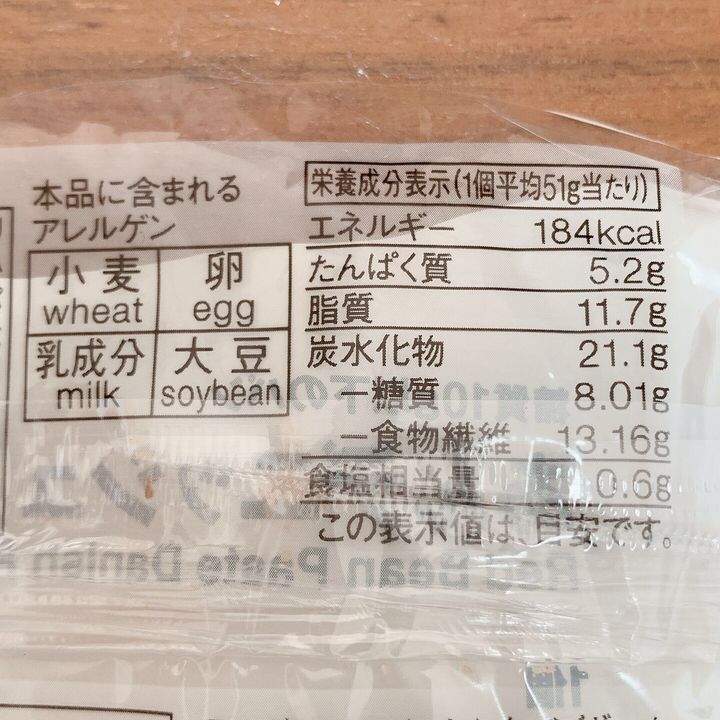 本品に含まれる
アレルゲン
小麦 卵
wheat egg
乳成分 大豆
milk soybean
栄養成分表示(1個平均51g当たり)
エネルギー 184kcal
たんぱく質 5.2g
脂質 11.7g
炭水化物 21.1g
－糖質 8.01g
－食物繊維 13.16g
食塩相当量 0.6g
この表示値は、目安です。
Red Bean Paste Danish
1個